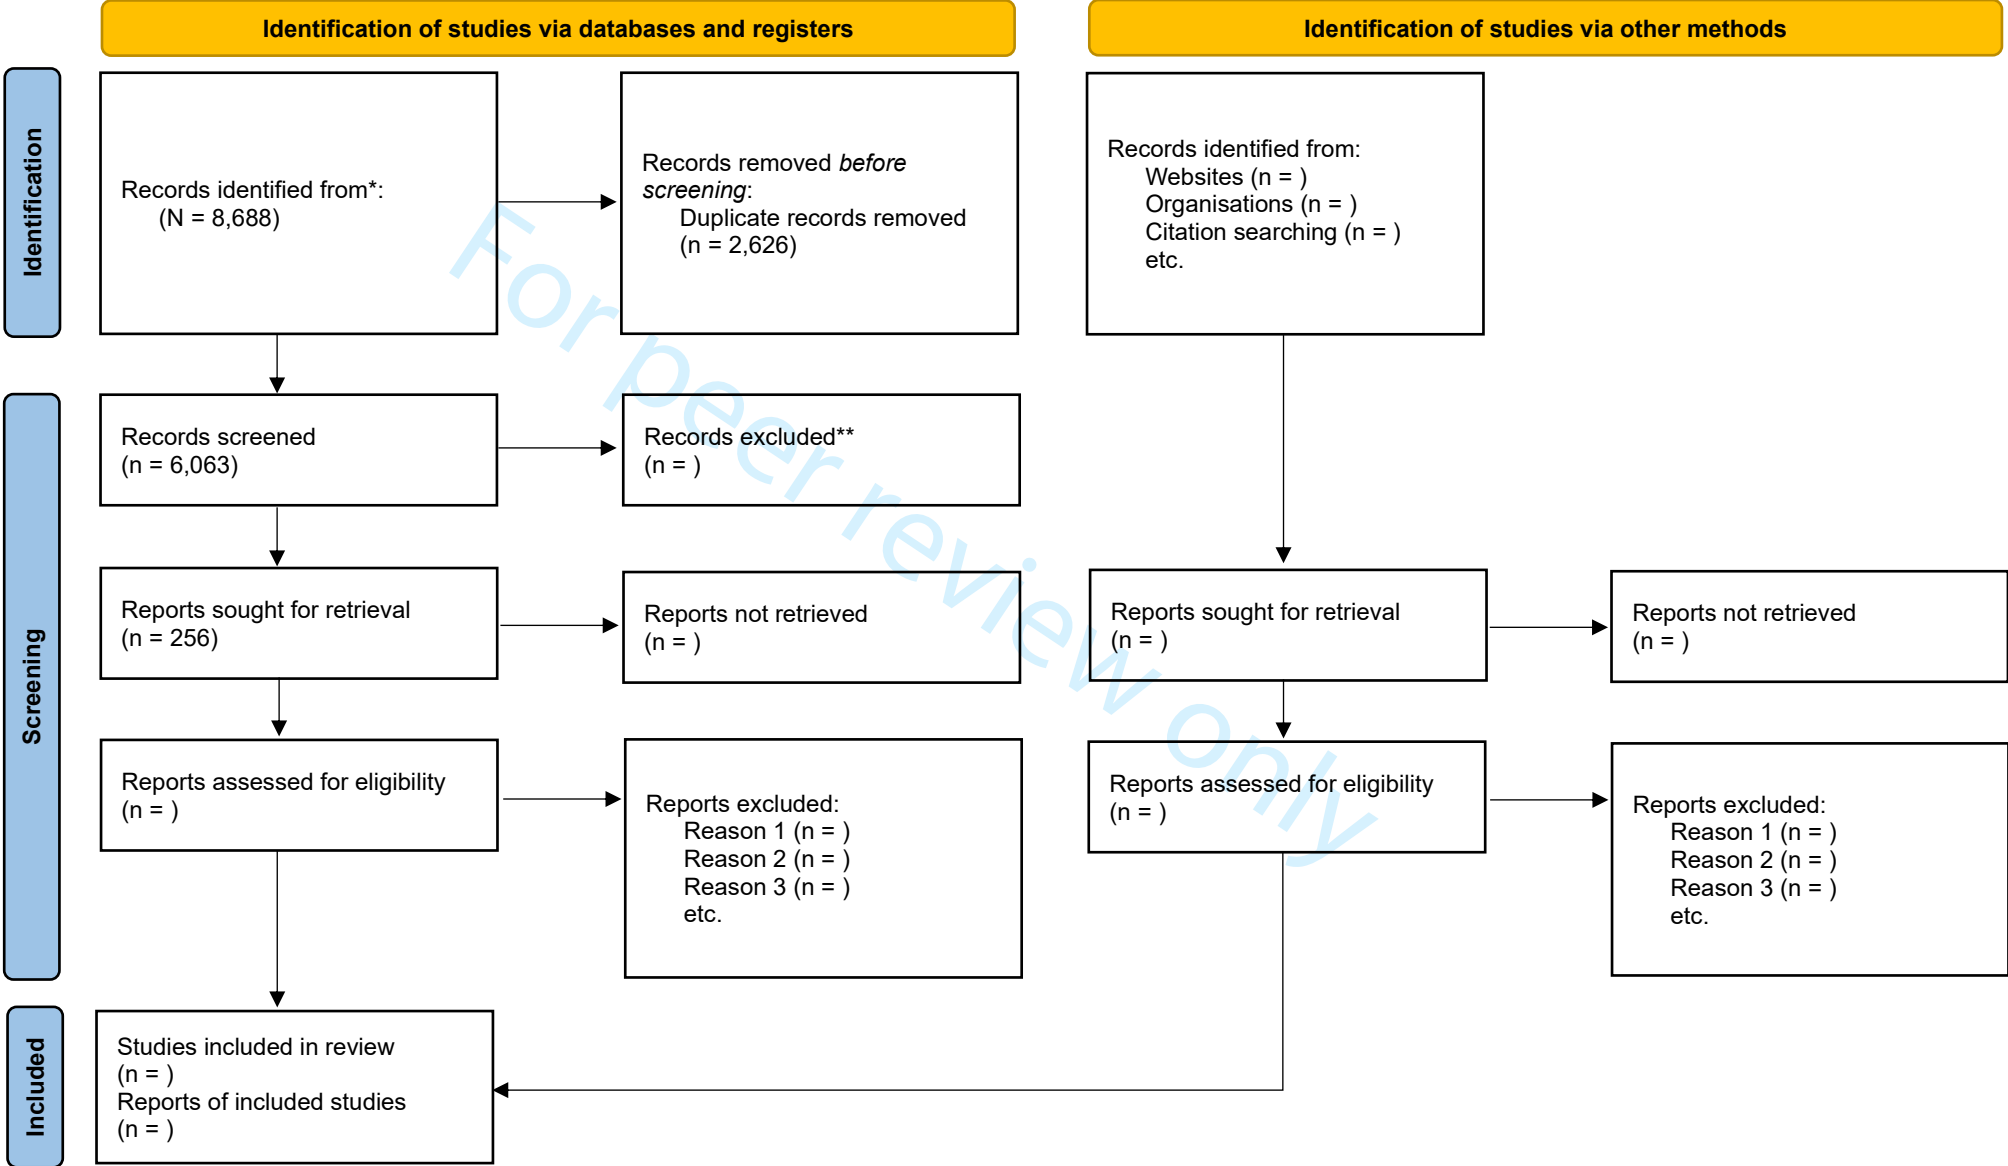 Identification of studies via databases and registers
Identification of studies via other methods
Identification
Records identified from*:
(N = 8,688)
Records removed before
screening:
Duplicate records removed
(n = 2,626)
Records identified from:
Websites (n = )
Organisations (n = )
Citation searching (n = )
etc.
Screening
Records screened
(n = 6,063)
Records excluded**
(n = )
Reports sought for retrieval
(n = 256)
Reports not retrieved
(n = )
Reports sought for retrieval
(n = )
Reports not retrieved
(n = )
Reports assessed for eligibility
(n = )
Reports excluded:
Reason 1 (n = )
Reason 2 (n = )
Reason 3 (n = )
etc.
Reports assessed for eligibility
(n = )
Reports excluded:
Reason 1 (n = )
Reason 2 (n = )
Reason 3 (n = )
etc.
Included
Studies included in review
(n = )
Reports of included studies
(n = )
For peer review only